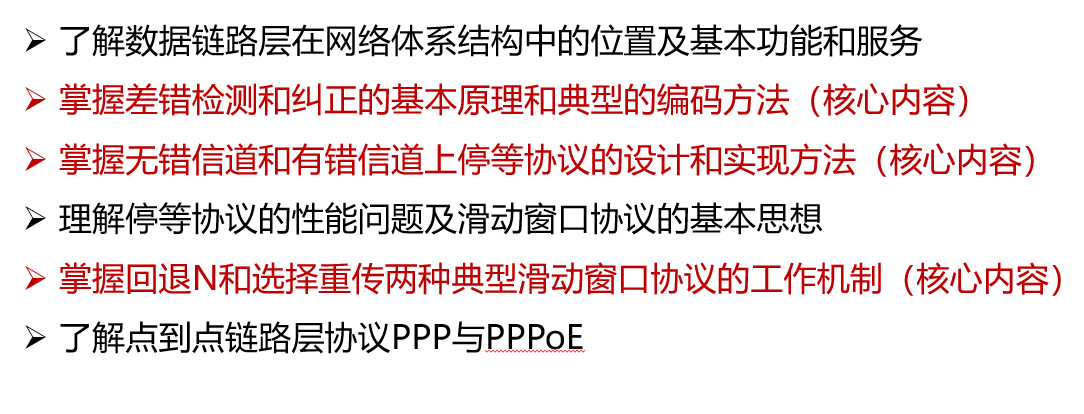 ➢ 了解数据链路层在网络体系结构中的位置及基本功能和服务
➢ 掌握差错检测和纠正的基本原理和典型的编码方法（核心内容）
➢ 掌握无错信道和有错信道上停等协议的设计和实现方法（核心内容）
➢ 理解停等协议的性能问题及滑动窗口协议的基本思想
➢ 掌握回退N和选择重传两种典型滑动窗口协议的工作机制（核心内容）
➢ 了解点到点链路层协议PPP与PPPoE